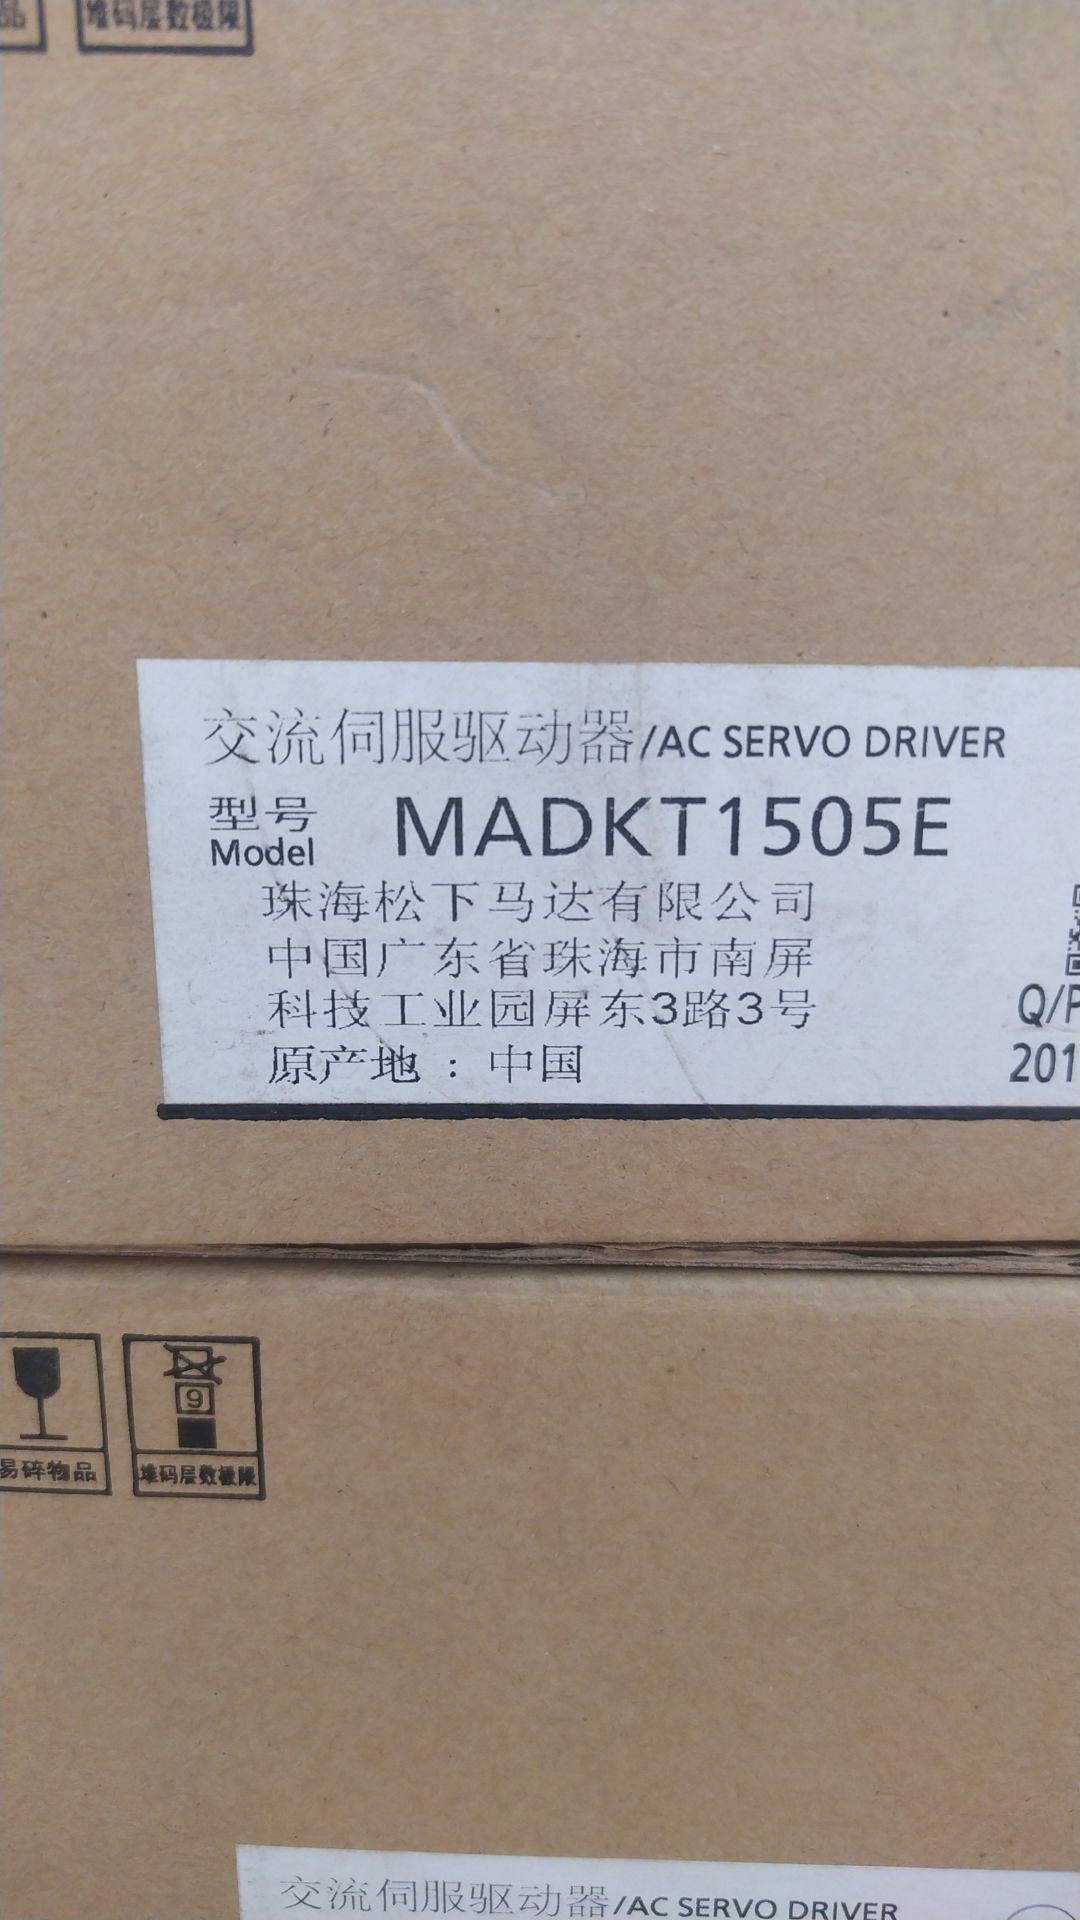 品 堆码层数极限
交流伺服驱动器/AC SERVO DRIVER
型号 MADKT1505E
Model
珠海松下马达有限公司
中国广东省珠海市南屏
科技工业园屏东3路3号 Q/P
原产地：中国 201
9
易碎物品 堆码层数极限
交流伺服驱动器/AC SERVO DRIVER